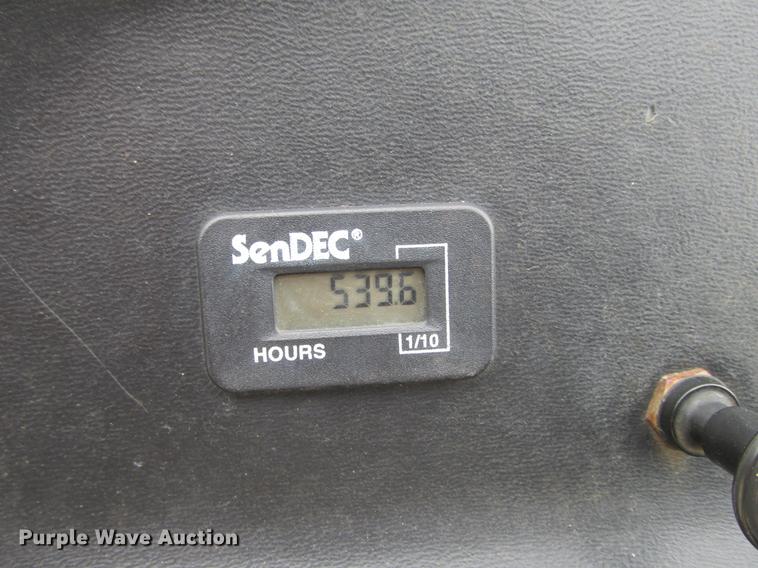 SenDEC®
539.6
HOURS 1/10
Purple Wave Auction